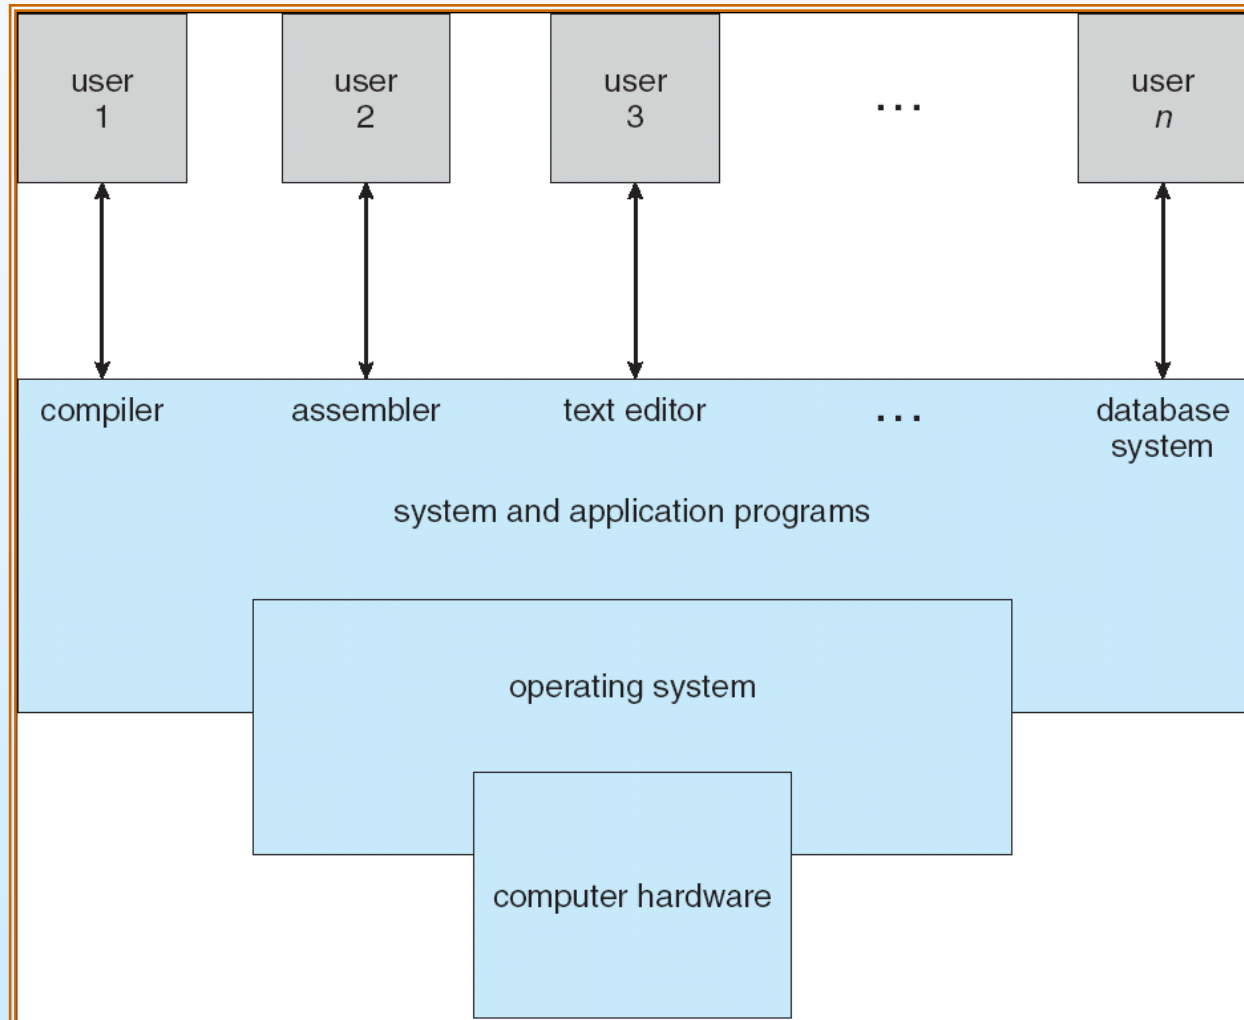 user
1
user
2
user
3
...
user
n
compiler
assembler
text editor
...
database
system
system and application programs
operating system
computer hardware